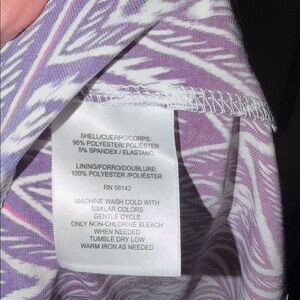 SHELL/CUERPO/CORPS:
95% POLYESTER/ POLIÉSTER
5% SPANDEX / ELASTANO
LINING/FORRO/DOUBLURE:
100% POLYESTER /POLIÉSTER
RN 58142
MACHINE WASH COLD WITH
SIMILAR COLORS
GENTLE CYCLE
ONLY NON-CHLORINE BLEACH
WHEN NEEDED
TUMBLE DRY LOW
WARM IRON AS NEEDED